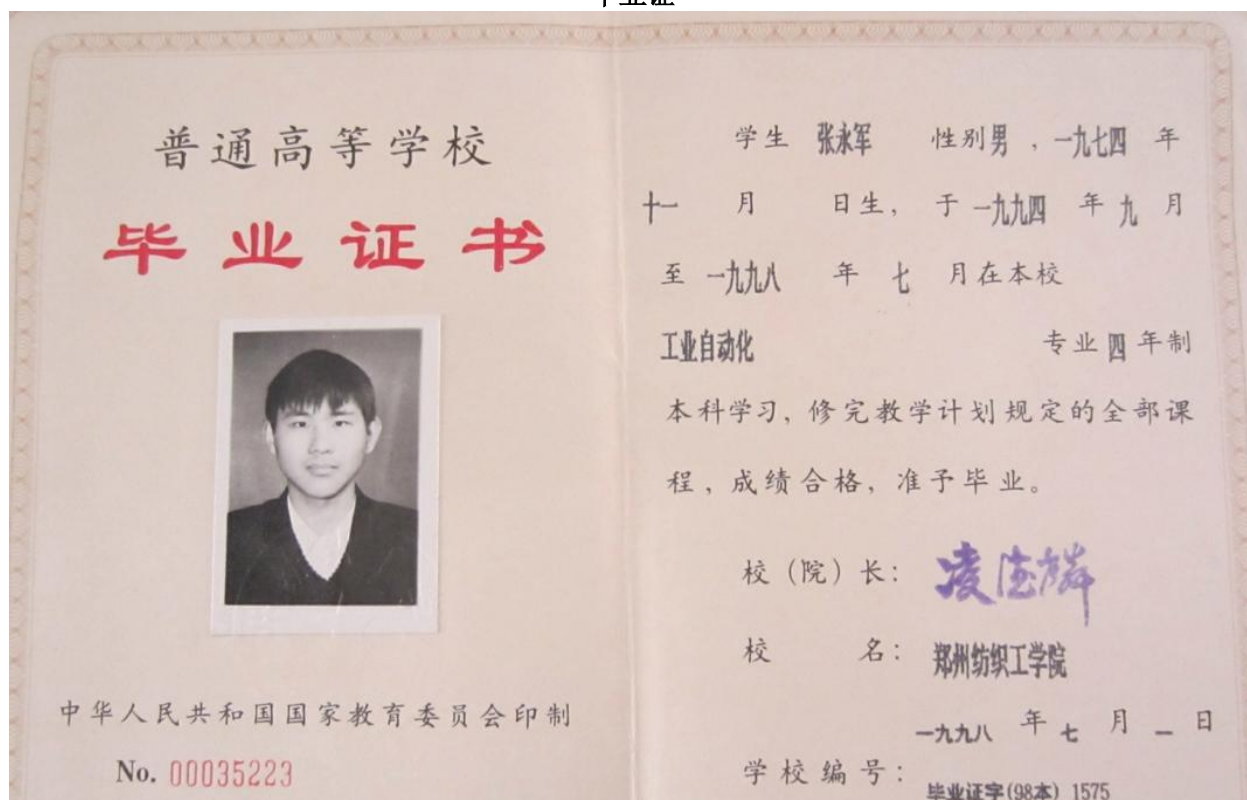 毕业证
普通高等学校
毕业证书
中华人民共和国国家教育委员会印制
No. 00035223
学生 张永军 性别男，一九七四 年
十一 月 日生，于 一九九四 年 九 月
至 一九九八 年 七 月在本校
工业自动化 专业 四 年制
本科学习，修完教学计划规定的全部课
程，成绩合格，准予毕业。
校（院）长：凌德麟
校 名：郑州纺织工学院
一九九八 年 七 月 一 日
学校编号：毕业证字(98本) 1575